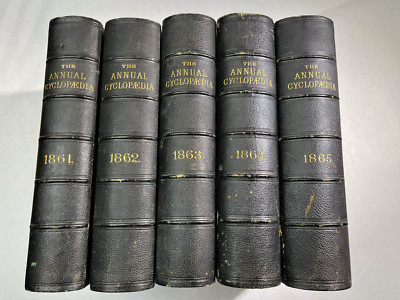 THE
ANNUAL
CYCLOPÆDIA
1861.
THE
ANNUAL
CYCLOPÆDIA
1862.
THE
ANNUAL
CYCLOPÆDIA
1863.
THE
ANNUAL
CYCLOPÆDIA
THE
ANNUAL
CYCLOPÆDIA
1865.